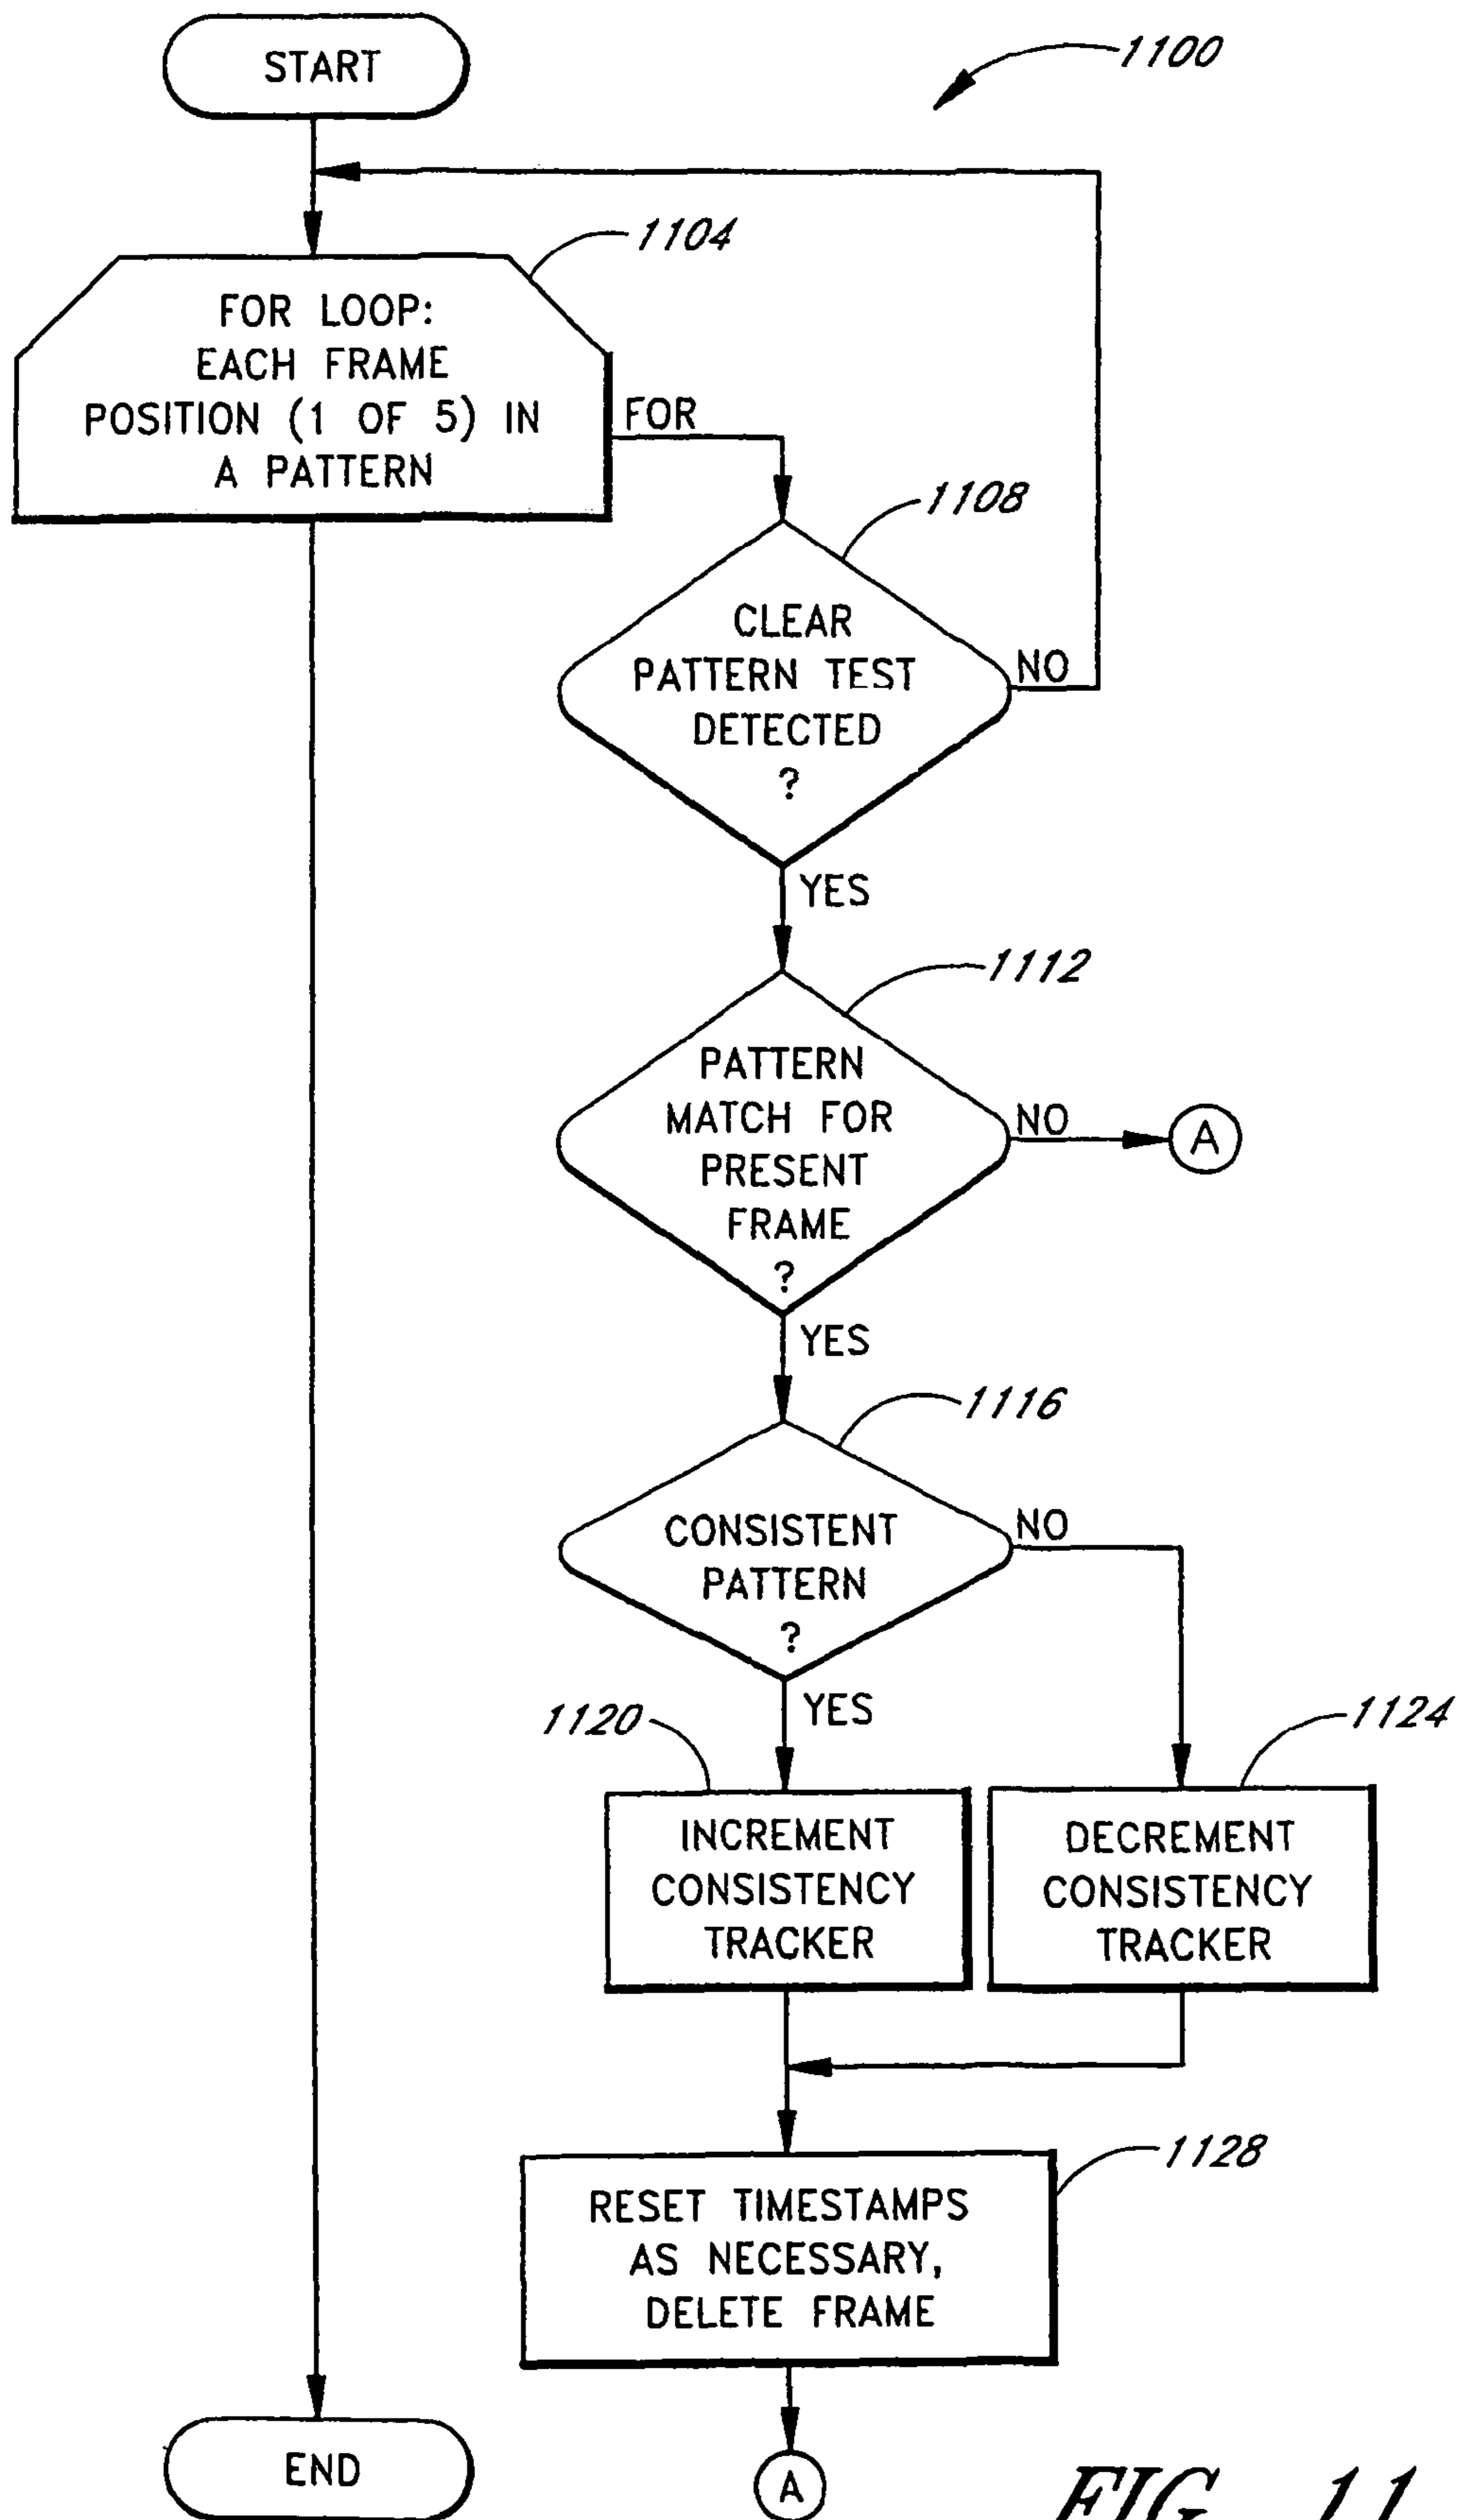 START
1100
1104
FOR LOOP:
EACH FRAME
POSITION (1 OF 5) IN
A PATTERN
FOR
1108
CLEAR
PATTERN TEST
DETECTED
?
NO
YES
1112
PATTERN
MATCH FOR
PRESENT
FRAME
?
NO
A
YES
1116
CONSISTENT
PATTERN
?
NO
YES
1120
1124
INCREMENT
CONSISTENCY
TRACKER
DECREMENT
CONSISTENCY
TRACKER
1128
RESET TIMESTAMPS
AS NECESSARY,
DELETE FRAME
END
A
FIG. 11